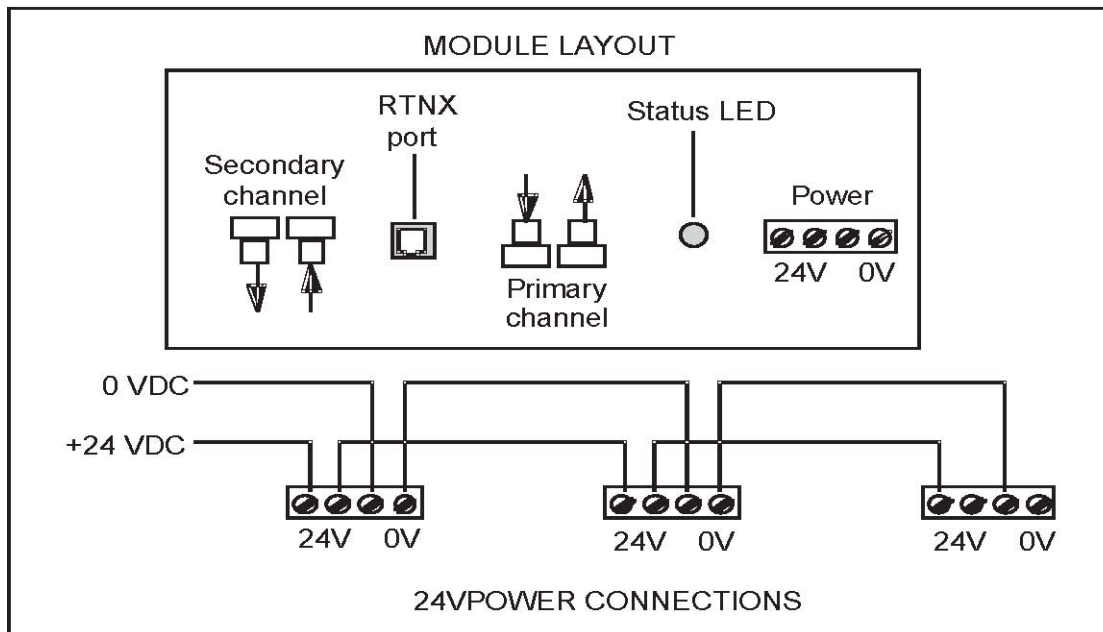 MODULE LAYOUT
RTNX
port
Status LED
Secondary
channel
Power
24V 0V
Primary
channel
0 VDC
+24 VDC
24V 0V
24V 0V
24V 0V
24VPOWER CONNECTIONS